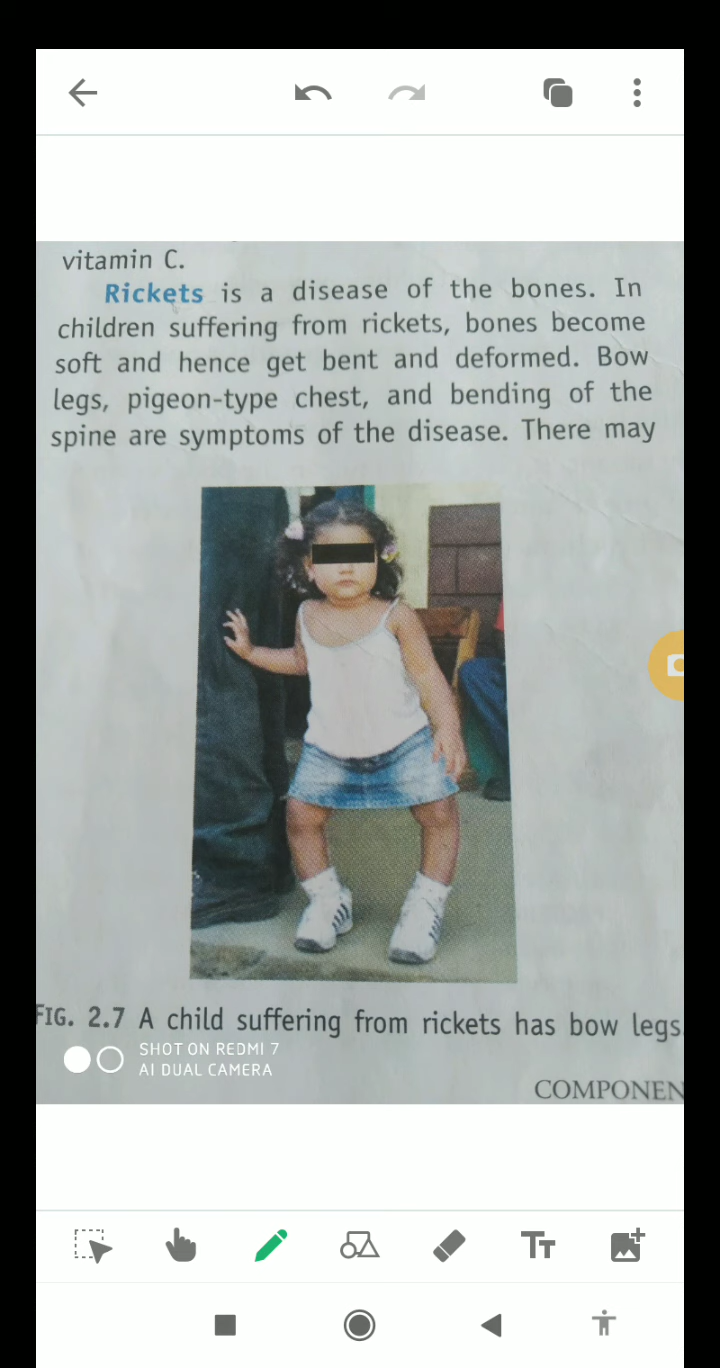 vitamin C.
Rickets is a disease of the bones. In
children suffering from rickets, bones become
soft and hence get bent and deformed. Bow
legs, pigeon-type chest, and bending of the
spine are symptoms of the disease. There may
FIG. 2.7 A child suffering from rickets has bow legs.
SHOT ON REDMI 7
AI DUAL CAMERA
COMPONEN
TT